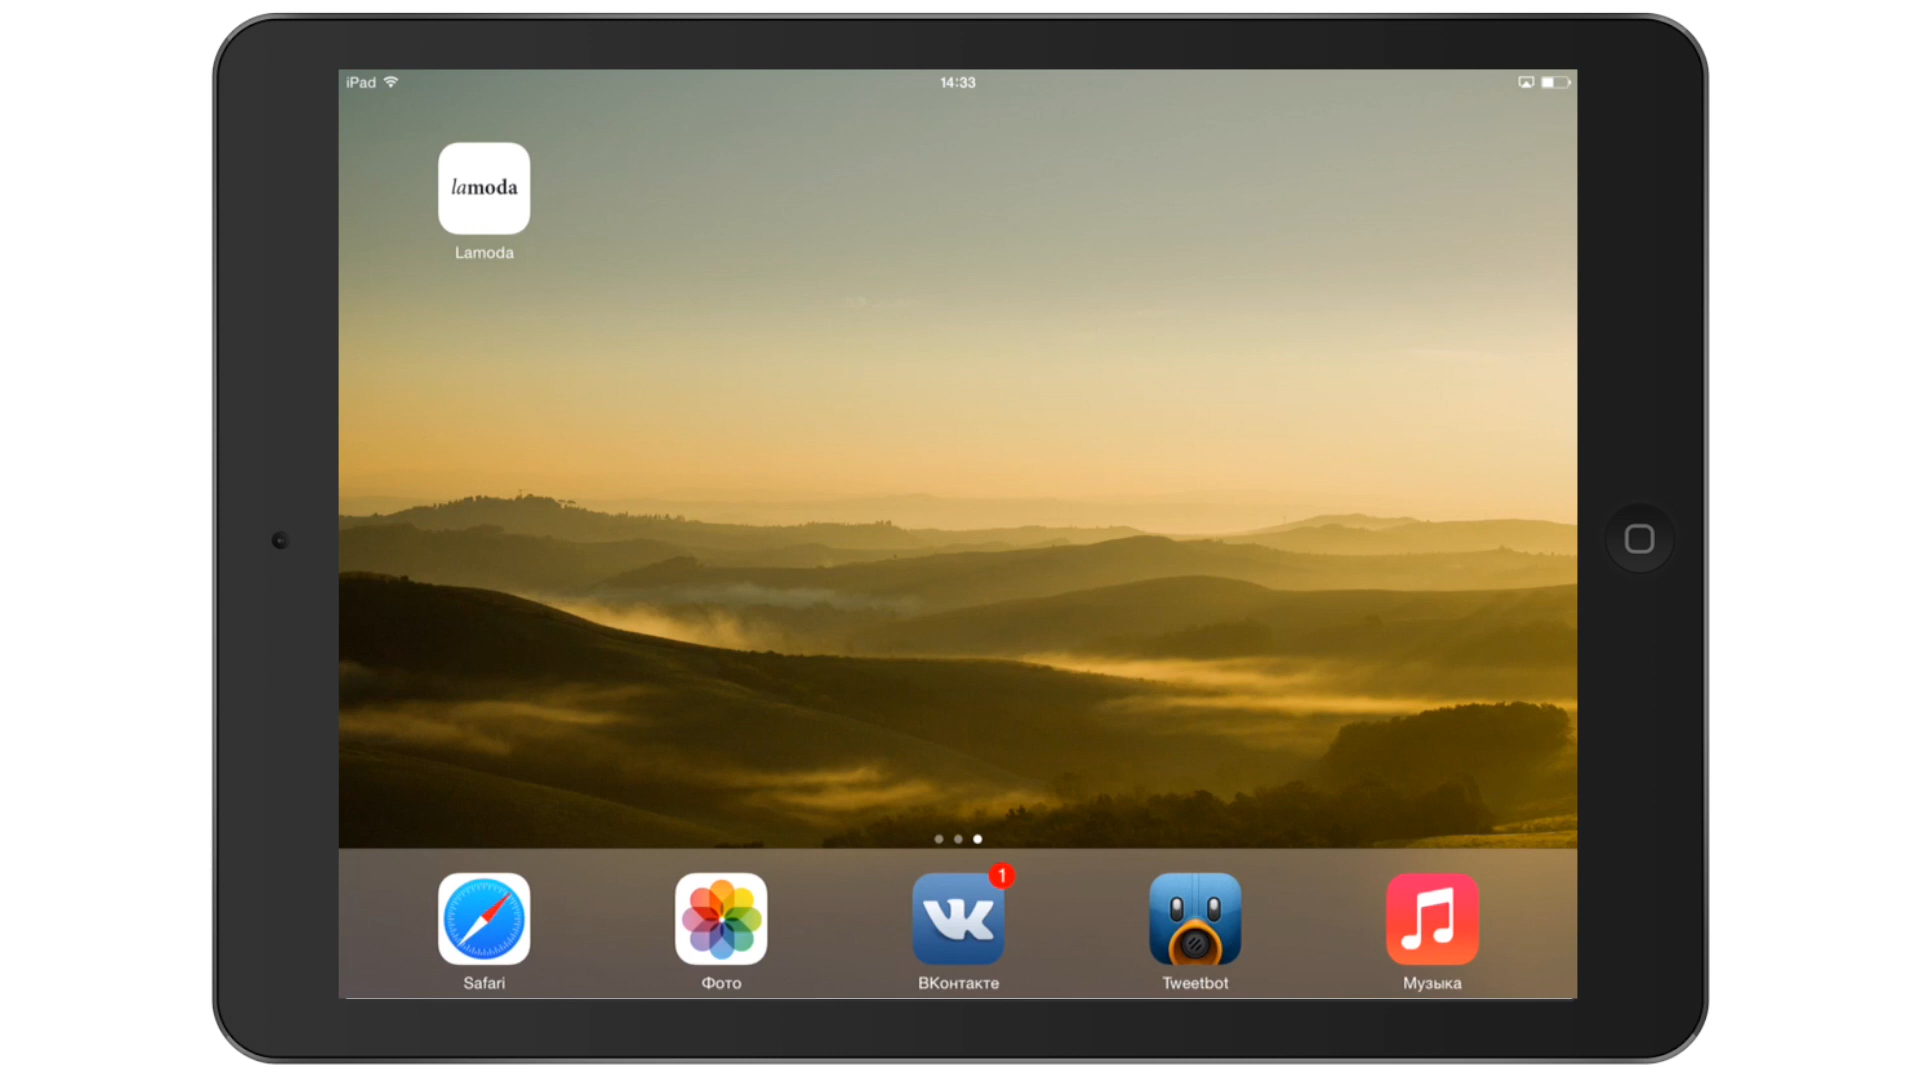 iPad
14:33
lamoda
Lamoda
1
Safari
Фото
ВКонтакте
Tweetbot
Музыка